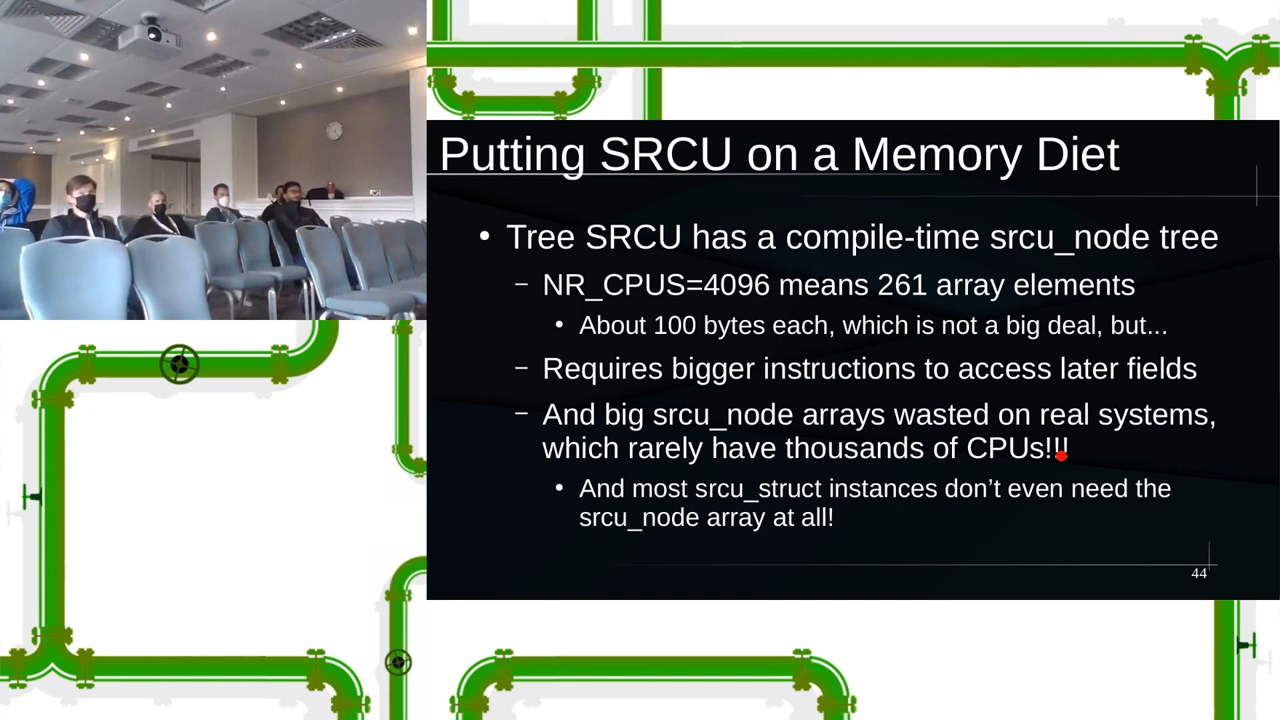 Putting SRCU on a Memory Diet
• Tree SRCU has a compile-time srcu_node tree
– NR_CPUS=4096 means 261 array elements
• About 100 bytes each, which is not a big deal, but...
– Requires bigger instructions to access later fields
– And big srcu_node arrays wasted on real systems,
which rarely have thousands of CPUs!!!
• And most srcu_struct instances don’t even need the
srcu_node array at all!
44